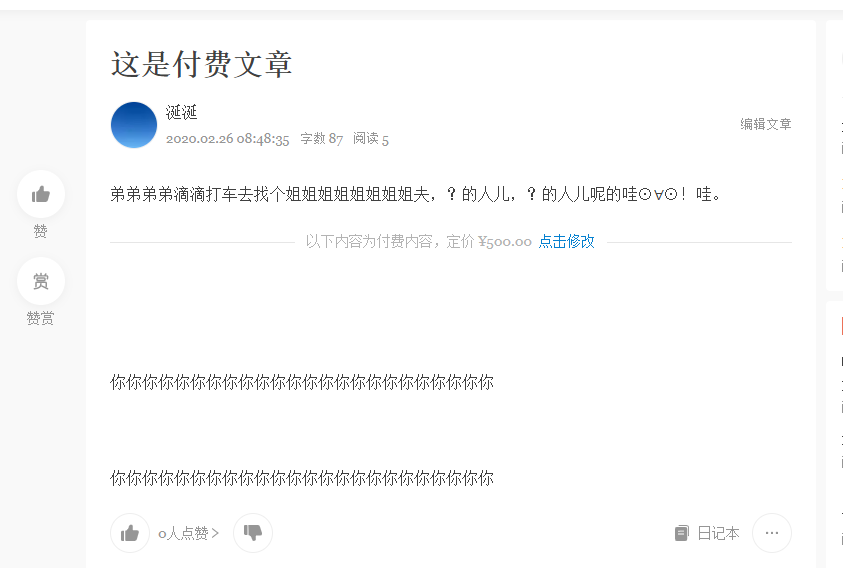 这是付费文章
涎涎
2020.02.26 08:48:35 字数 87 阅读 5
编辑文章
弟弟弟弟滴滴打车去找个姐姐姐姐姐姐姐姐夫，？的人儿，？的人儿呢的哇⊙∀⊙！哇。
赞
以下内容为付费内容，定价 ¥500.00 点击修改
赏
赞赏
你你你你你你你你你你你你你你你你你你你你你你你你
你你你你你你你你你你你你你你你你你你你你你你你你
0人点赞 >
日记本
...